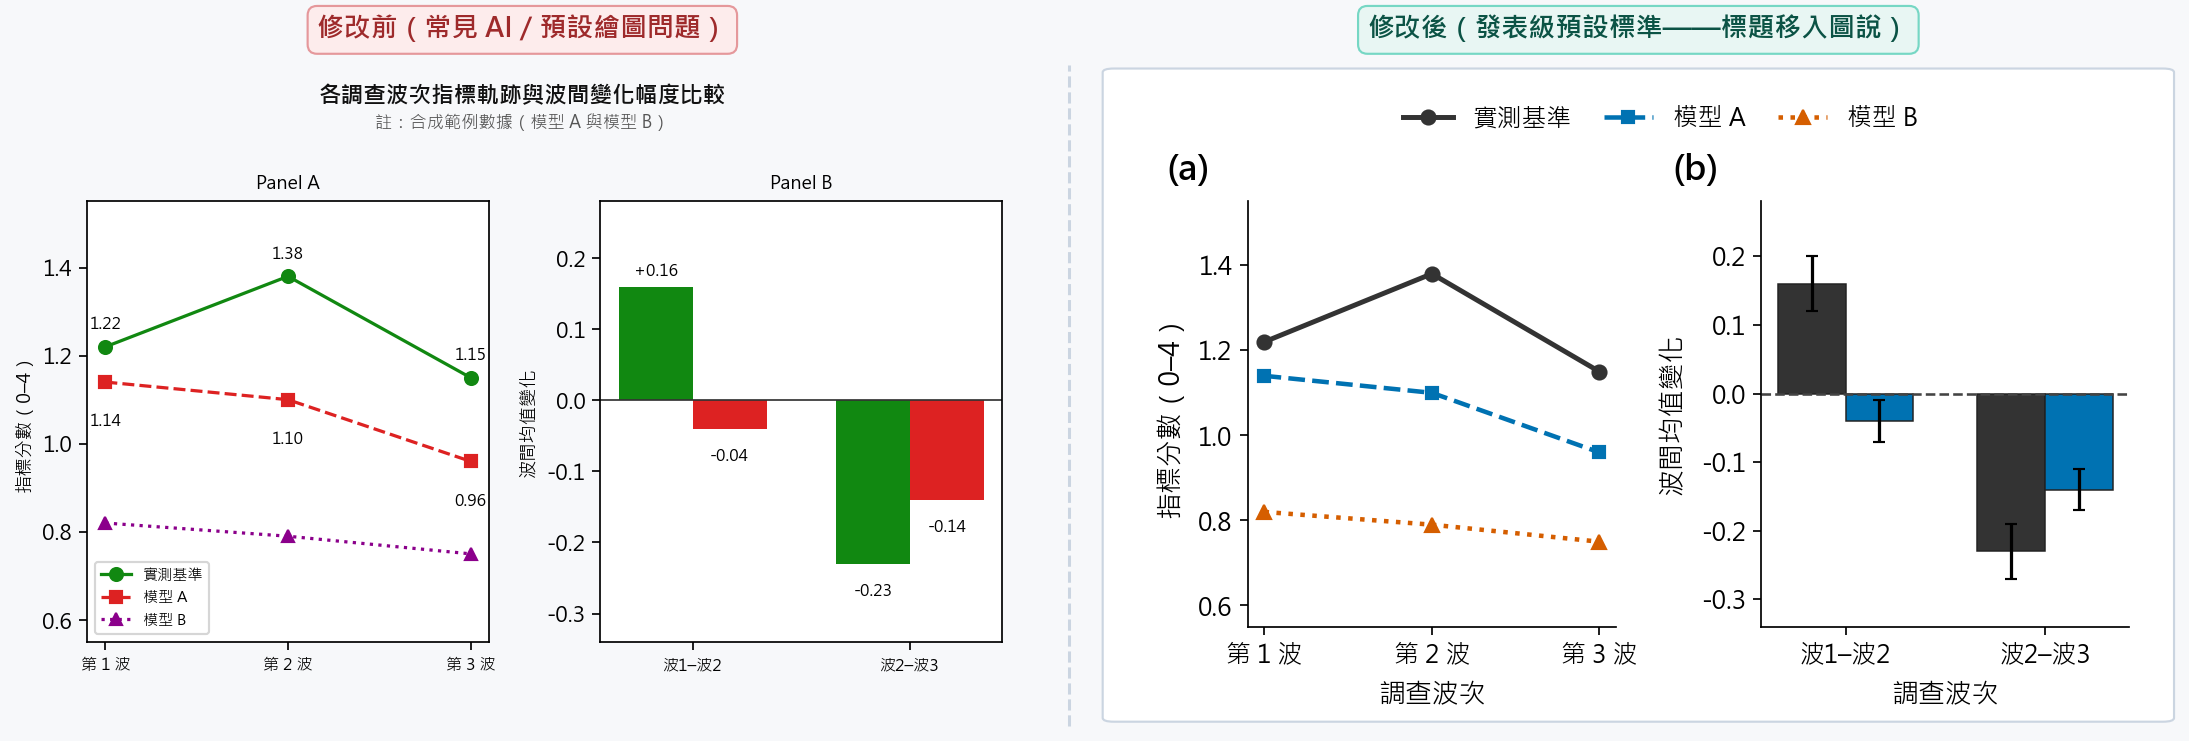 修改前（常見 AI / 預設繪圖問題）
各調查波次指標軌跡與波間變化幅度比較
註：合成範例數據（模型 A 與模型 B）
Panel A
指標分數（0–4）
1.4
1.2
1.0
0.8
0.6
1.22
1.38
1.15
1.14
1.10
0.96
實測基準
模型 A
模型 B
第 1 波
第 2 波
第 3 波
Panel B
波間均值變化
0.2
0.1
0.0
-0.1
-0.2
-0.3
+0.16
-0.04
-0.23
-0.14
波1–波2
波2–波3
修改後（發表級預設標準——標題移入圖說）
實測基準
模型 A
模型 B
(a)
指標分數（0–4）
1.4
1.2
1.0
0.8
0.6
第 1 波
第 2 波
第 3 波
調查波次
(b)
波間均值變化
0.2
0.1
0.0
-0.1
-0.2
-0.3
波1–波2
波2–波3
調查波次